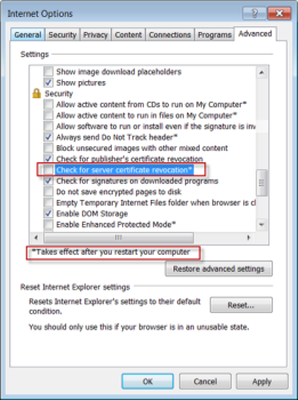 Internet Options
General Security Privacy Content Connections Programs Advanced
Settings
Show image download placeholders
Show pictures
Security
Allow active content from CDs to run on My Computer*
Allow active content to run in files on My Computer*
Allow software to run or install even if the signature is inv
Always send Do Not Track header*
Block unsecured images with other mixed content
Check for publisher's certificate revocation
Check for server certificate revocation*
Check for signatures on downloaded programs
Do not save encrypted pages to disk
Empty Temporary Internet Files folder when browser is cl
Enable DOM Storage
Enable Enhanced Protected Mode*
*Takes effect after you restart your computer
Restore advanced settings
Reset Internet Explorer settings
Resets Internet Explorer's settings to their default
condition.
Reset...
You should only use this if your browser is in an unusable state.
OK Cancel Apply